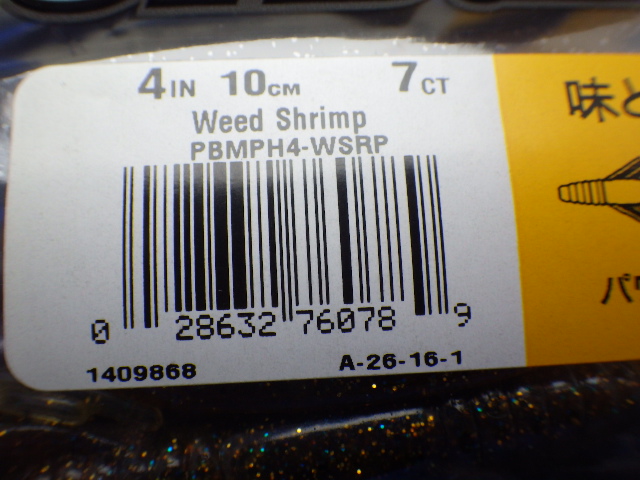 4IN 10CM 7CT
Weed Shrimp
PBMPH4-WSRP
0 28632 76078 9
1409868 A-26-16-1
味と
パ